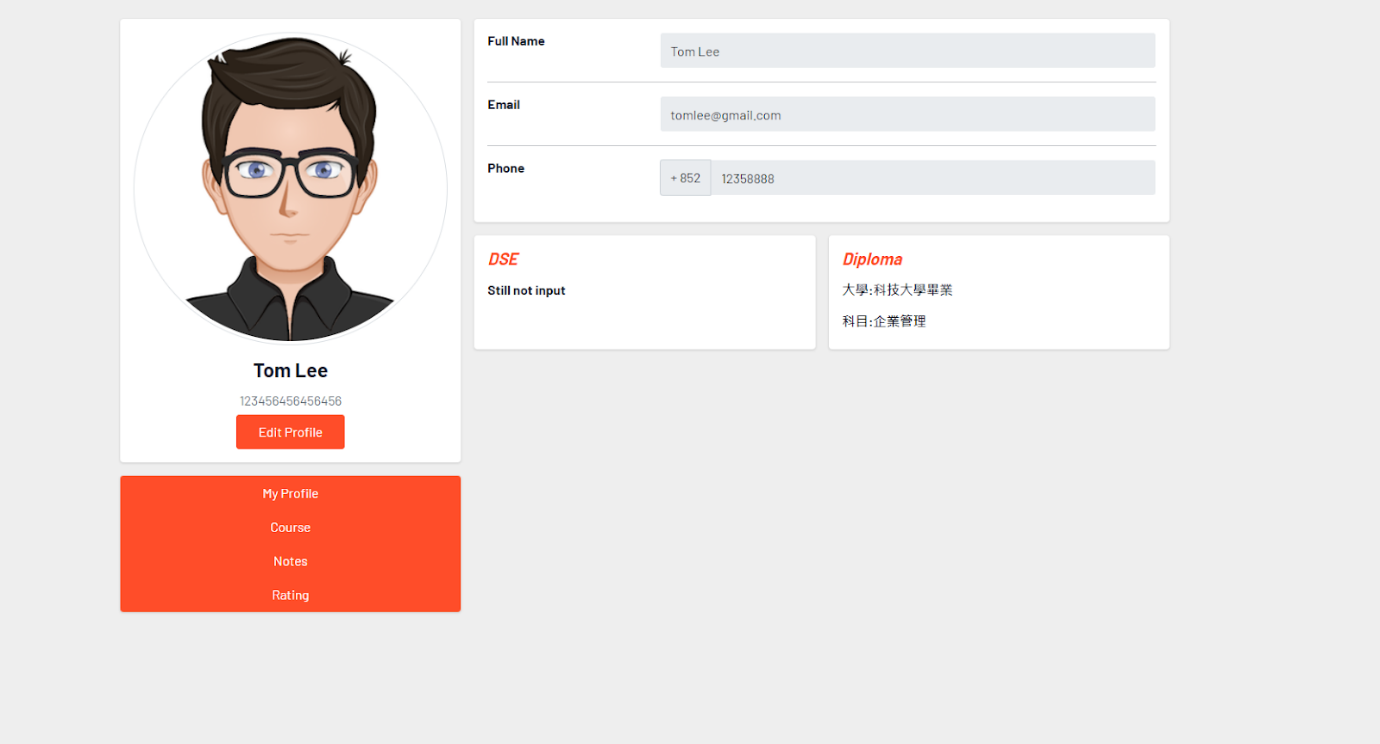 Tom Lee
123456456456456
Edit Profile
My Profile
Course
Notes
Rating
Full Name
Tom Lee
Email
tomlee@gmail.com
Phone
+ 852 12358888
DSE
Still not input
Diploma
大學:科技大學畢業
科目:企業管理